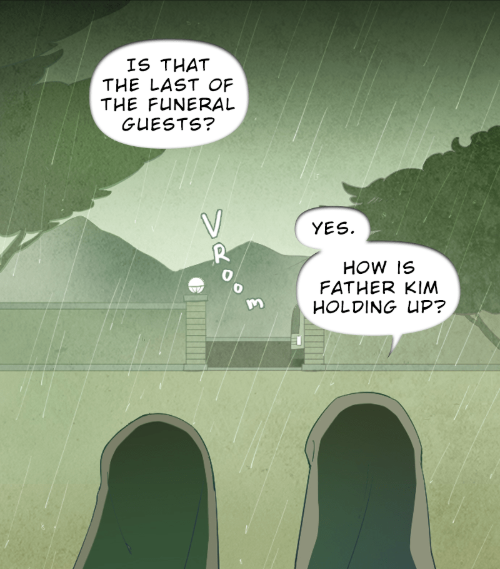 IS THAT
THE LAST OF
THE FUNERAL
GUESTS?
VROOM
YES.
HOW IS
FATHER KIM
HOLDING UP?